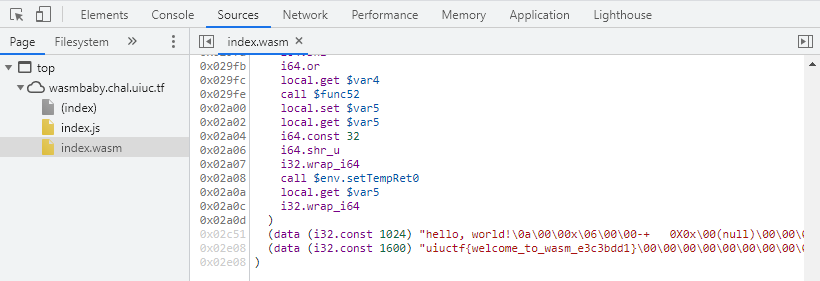 Elements Console Sources Network Performance Memory Application Lighthouse
Page Filesystem » index.wasm ×
top
wasmbaby.chal.uiuc.tf
(index)
index.js
index.wasm
0x029fb i64.or
0x029fc local.get $var4
0x029fe call $func52
0x02a00 local.set $var5
0x02a02 local.get $var5
0x02a04 i64.const 32
0x02a06 i64.shr_u
0x02a07 i32.wrap_i64
0x02a08 call $env.setTempRet0
0x02a0a local.get $var5
0x02a0c i32.wrap_i64
0x02a0d )
0x02c51 (data (i32.const 1024) "hello, world!\0a\00\00x\06\00\00-+ 0X0x\00(null)\00\00\0
0x02e08 (data (i32.const 1600) "uiuctf{welcome_to_wasm_e3c3bdd1}\00\00\00\00\00\00\00\0
0x02e08 )